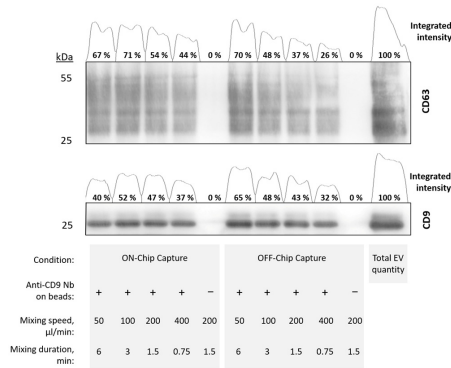 Integrated
intensity
kDa
67 % 71 % 54 % 44 % 0 % 70 % 48 % 37 % 26 % 0 % 100 %
55
25
CD63
Integrated
intensity
40 % 52 % 47 % 37 % 0 % 65 % 48 % 43 % 32 % 0 % 100 %
25
CD9
Condition: ON-Chip Capture OFF-Chip Capture Total EV
quantity
Anti-CD9 Nb
on beads: + + + + − + + + + −
Mixing speed,
µl/min: 50 100 200 400 200 50 100 200 400 200
Mixing duration,
min: 6 3 1.5 0.75 1.5 6 3 1.5 0.75 1.5